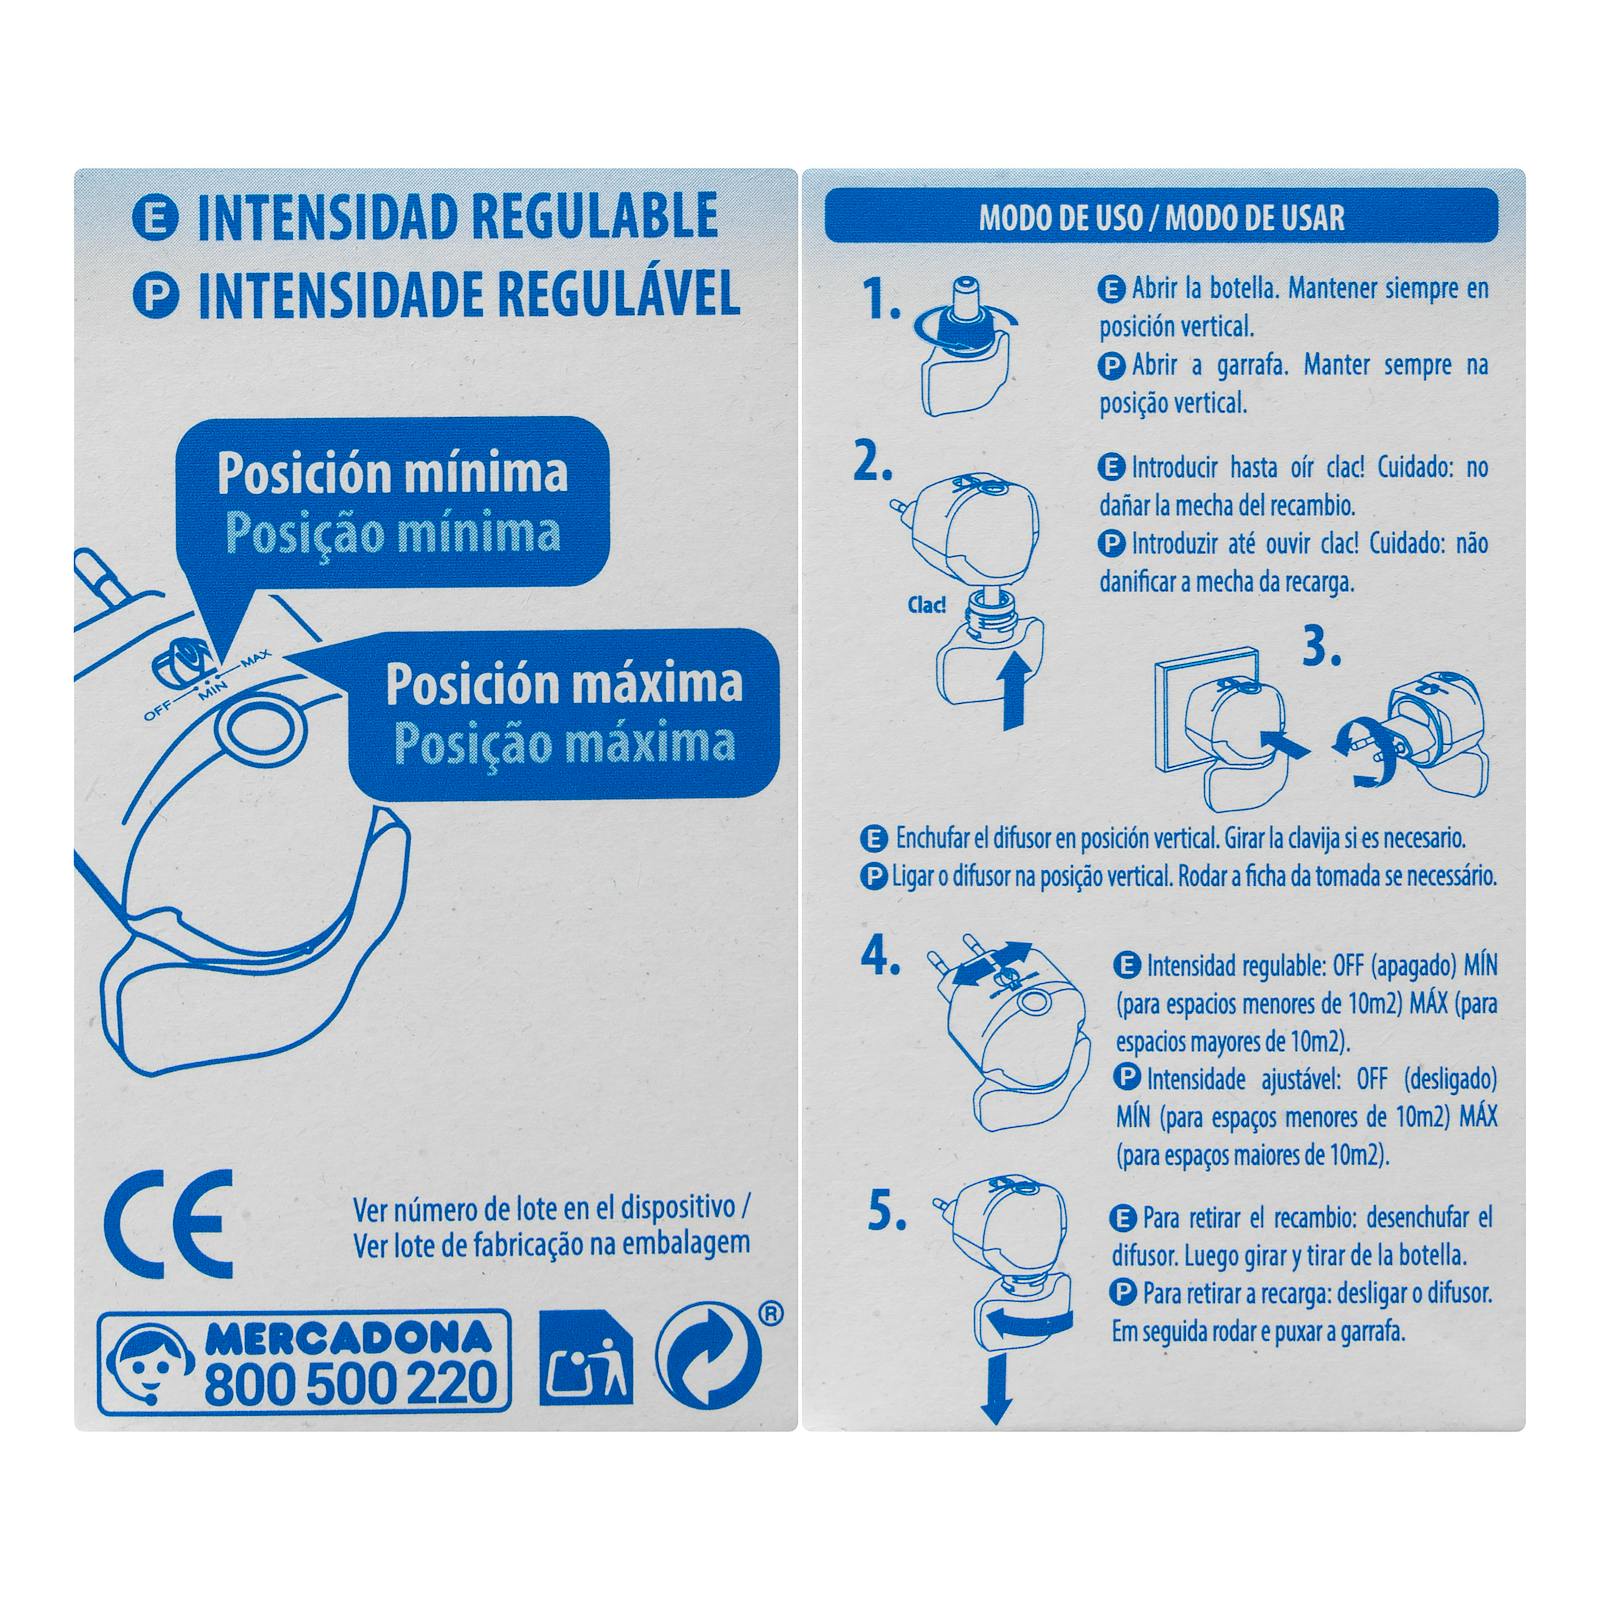 E INTENSIDAD REGULABLE
P INTENSIDADE REGULÁVEL
Posición mínima
Posição mínima
Posición máxima
Posição máxima
OFF
MIN
MAX
CE
Ver número de lote en el dispositivo /
Ver lote de fabricação na embalagem
MERCADONA
800 500 220
®
MODO DE USO / MODO DE USAR
1.
E Abrir la botella. Mantener siempre en
posición vertical.
P Abrir a garrafa. Manter sempre na
posição vertical.
2.
Clac!
E Introducir hasta oír clac! Cuidado: no
dañar la mecha del recambio.
P Introduzir até ouvir clac! Cuidado: não
danificar a mecha da recarga.
3.
E Enchufar el difusor en posición vertical. Girar la clavija si es necesario.
P Ligar o difusor na posição vertical. Rodar a ficha da tomada se necessário.
4.
E Intensidad regulable: OFF (apagado) MÍN
(para espacios menores de 10m2) MÁX (para
espacios mayores de 10m2).
P Intensidade ajustável: OFF (desligado)
MÍN (para espaços menores de 10m2) MÁX
(para espaços maiores de 10m2).
5.
E Para retirar el recambio: desenchufar el
difusor. Luego girar y tirar de la botella.
P Para retirar a recarga: desligar o difusor.
Em seguida rodar e puxar a garrafa.